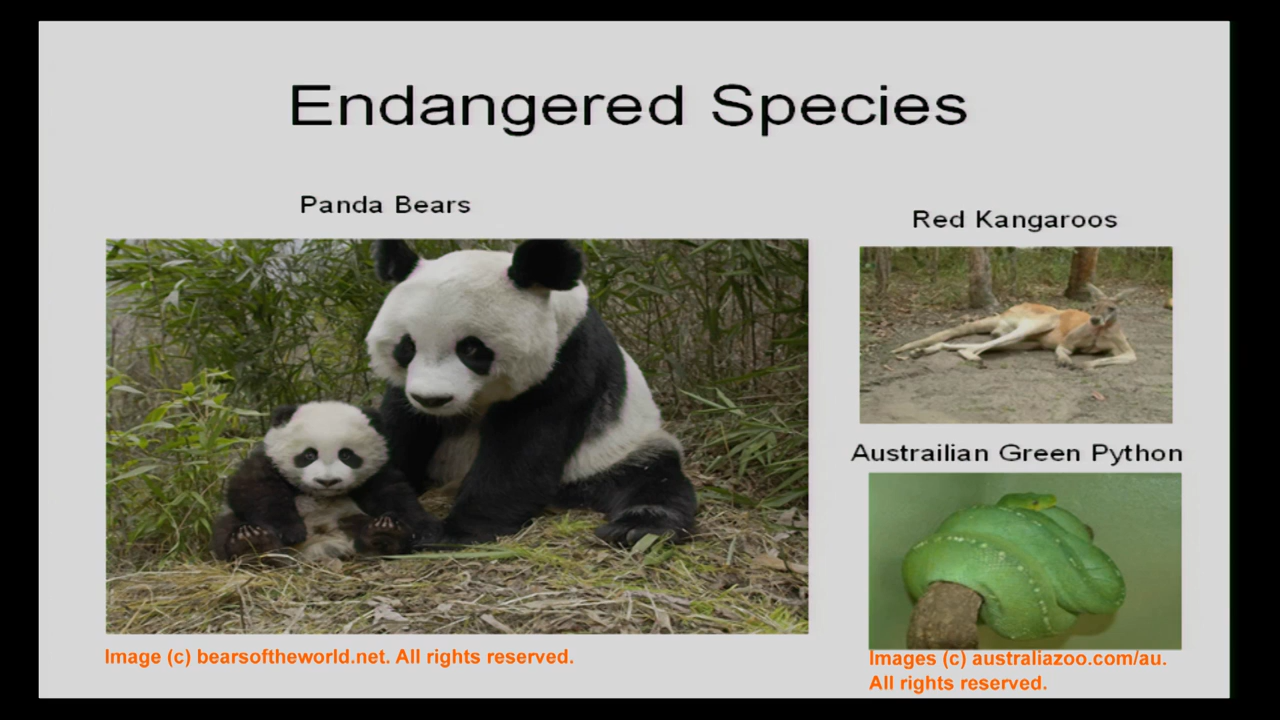 Endangered Species
Panda Bears
Red Kangaroos
Austrailian Green Python
Image (c) bearsoftheworld.net. All rights reserved.
Images (c) australiazoo.com/au.
All rights reserved.